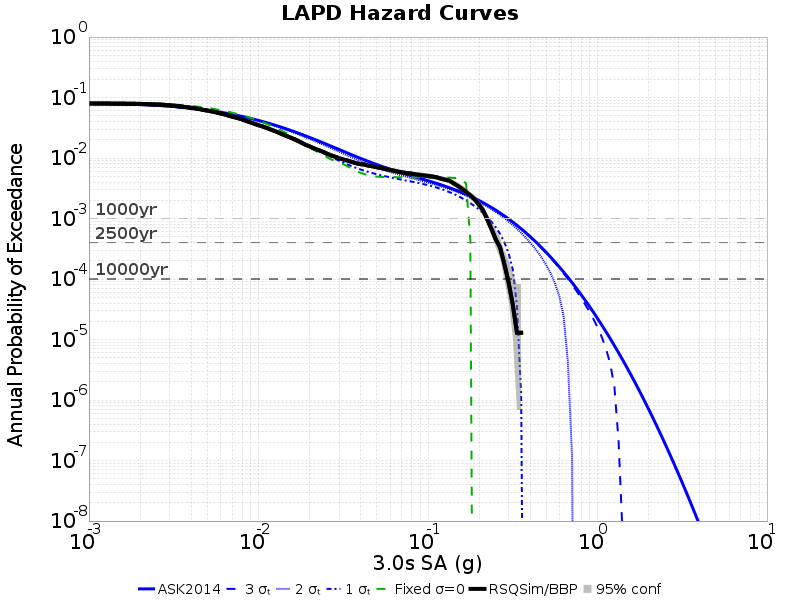 LAPD Hazard Curves
Annual Probability of Exceedance
10^0
10^-1
10^-2
10^-3
10^-4
10^-5
10^-6
10^-7
10^-8
1000yr
2500yr
10000yr
10^-3 10^-2 10^-1 10^0 10^1
3.0s SA (g)
ASK2014 3 σₜ 2 σₜ 1 σₜ Fixed σ=0 RSQSim/BBP 95% conf